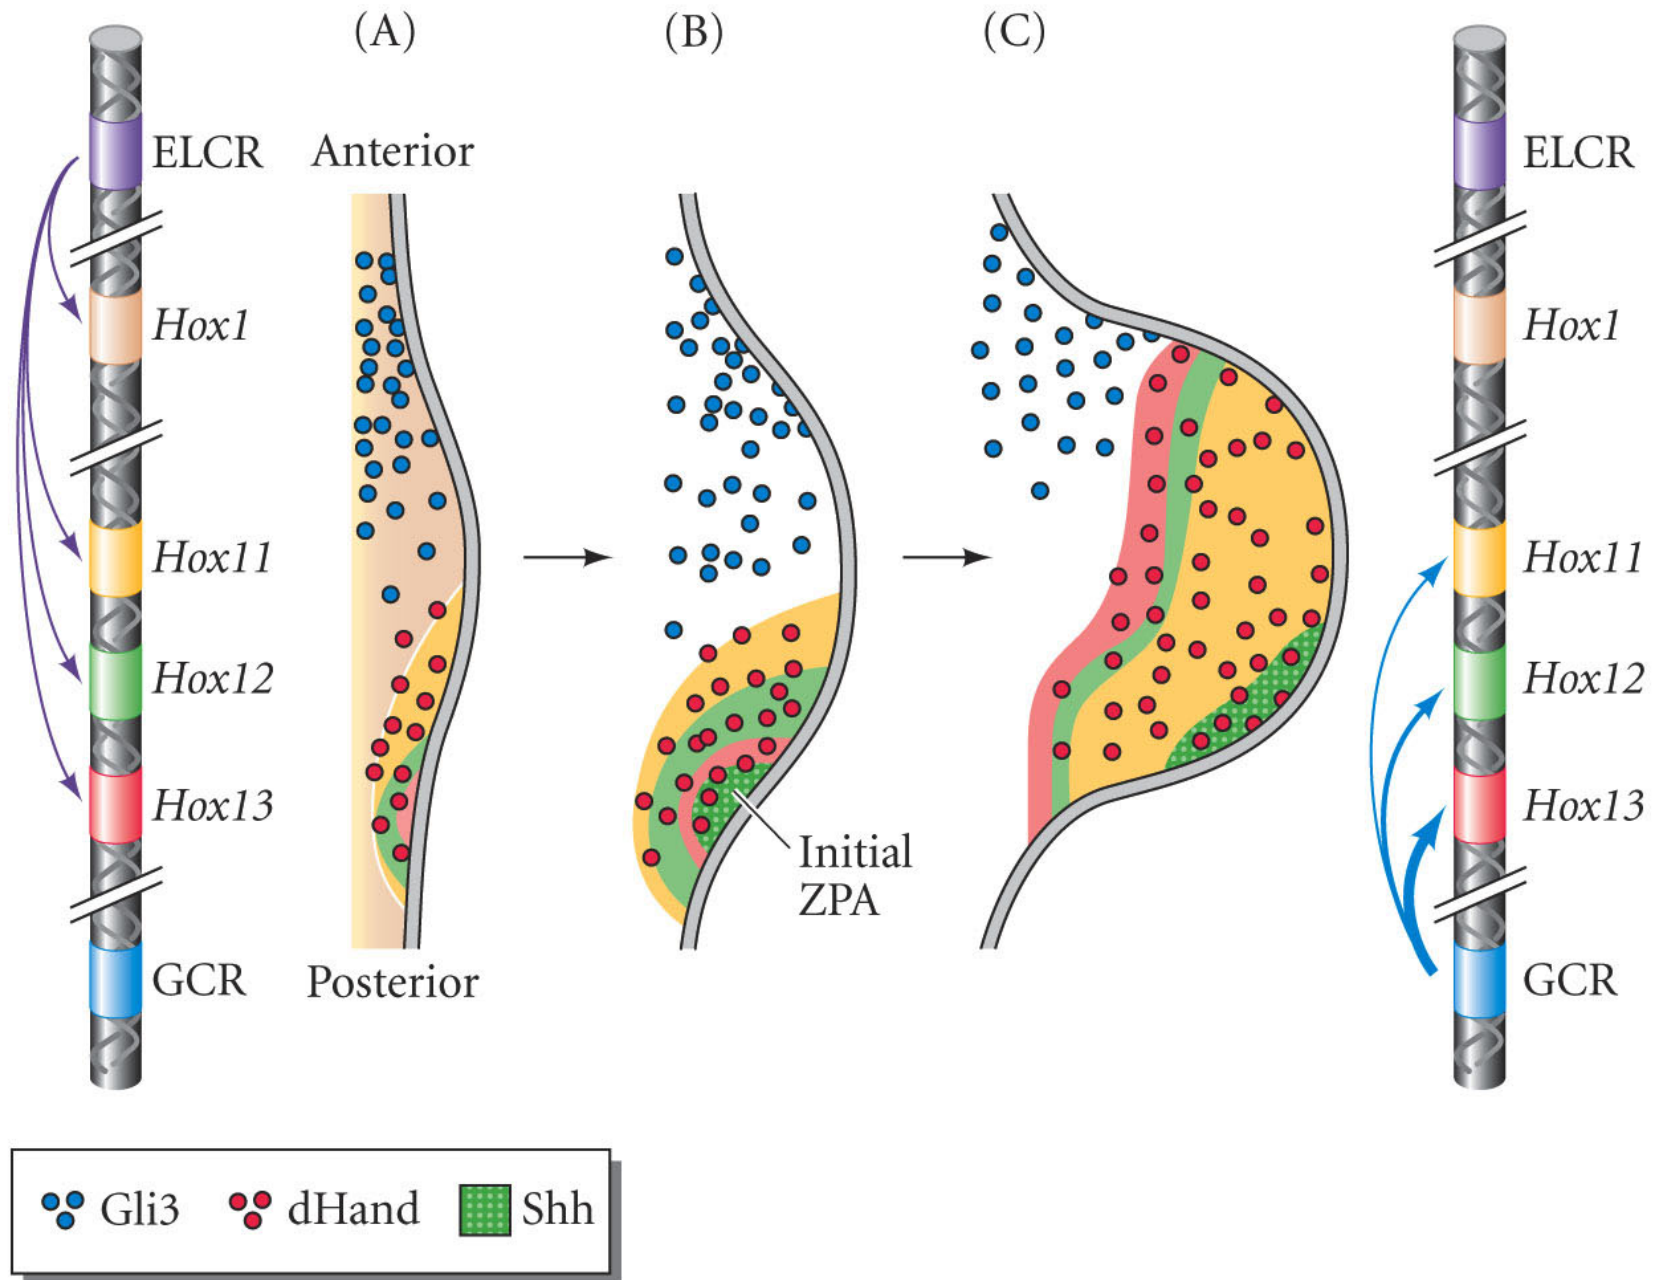 (A)
(B)
(C)
ELCR
Hox1
Hox11
Hox12
Hox13
GCR
Anterior
Posterior
Initial
ZPA
ELCR
Hox1
Hox11
Hox12
Hox13
GCR
Gli3
dHand
Shh